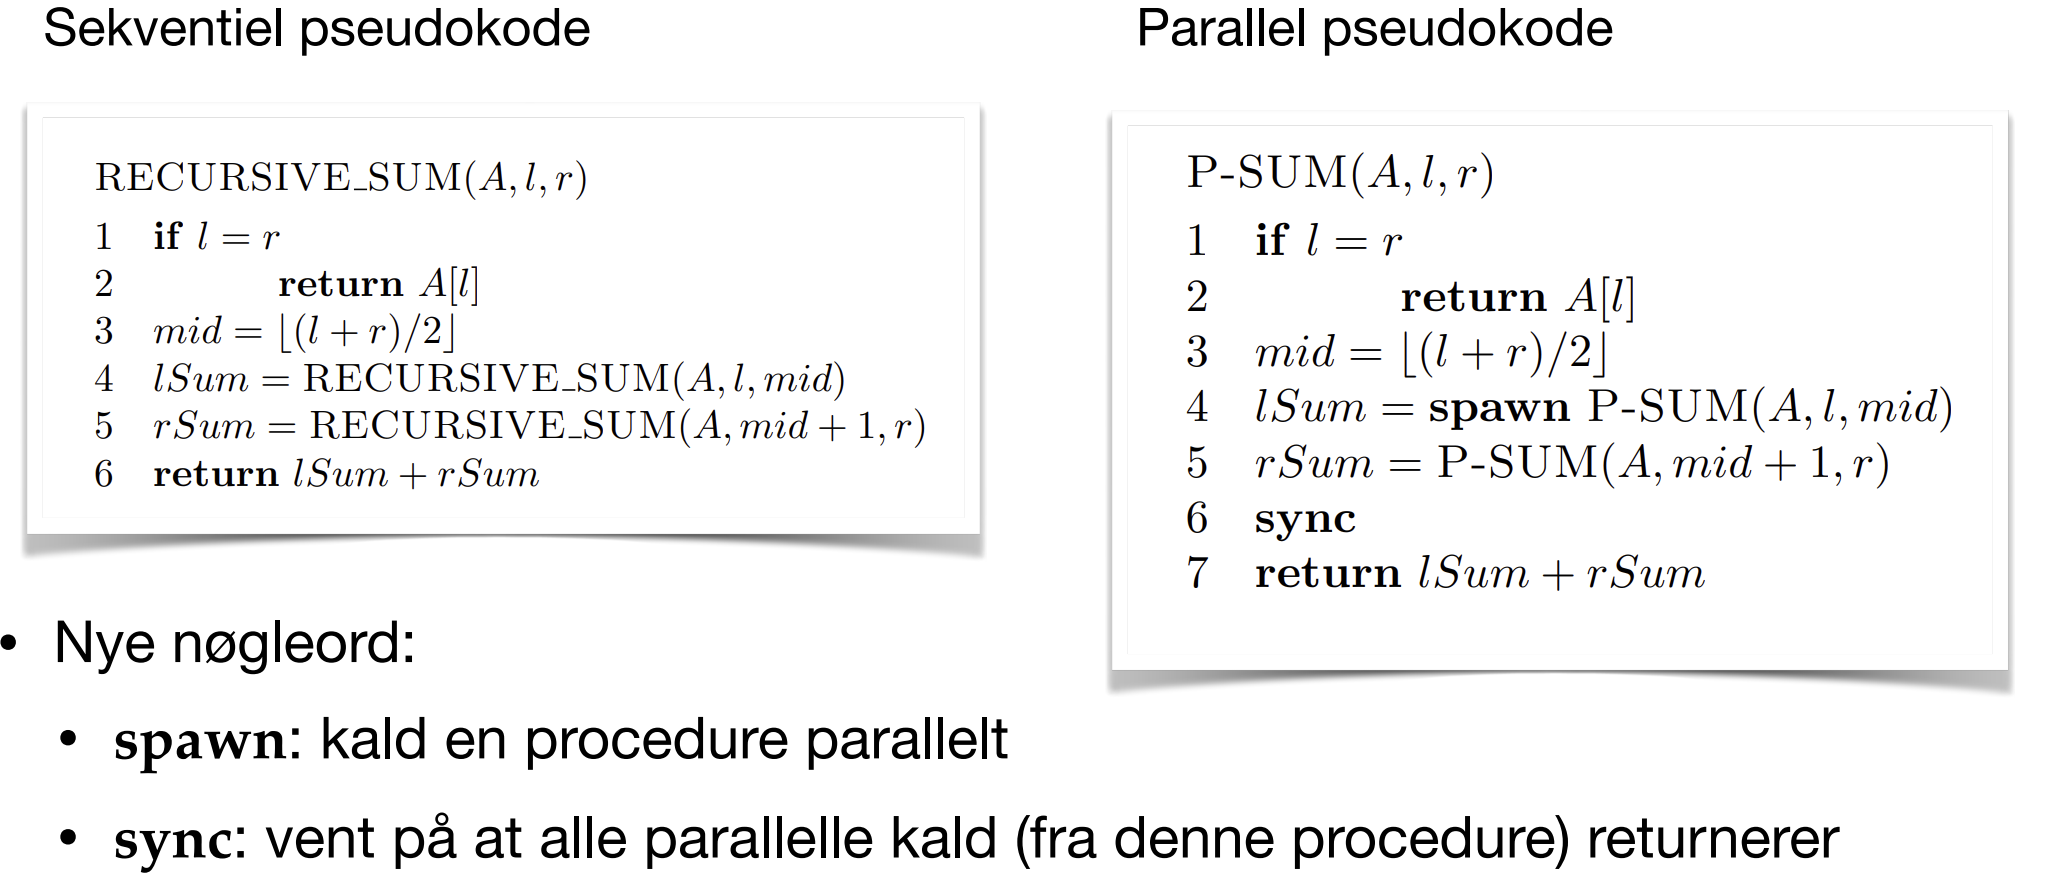 Sekventiel pseudokode
RECURSIVE_SUM(A, l, r)
1 if l = r
2 return A[l]
3 mid = ⌊(l + r)/2⌋
4 lSum = RECURSIVE_SUM(A, l, mid)
5 rSum = RECURSIVE_SUM(A, mid + 1, r)
6 return lSum + rSum
Parallel pseudokode
P-SUM(A, l, r)
1 if l = r
2 return A[l]
3 mid = ⌊(l + r)/2⌋
4 lSum = spawn P-SUM(A, l, mid)
5 rSum = P-SUM(A, mid + 1, r)
6 sync
7 return lSum + rSum
• Nye nøgleord:
• spawn: kald en procedure parallelt
• sync: vent på at alle parallelle kald (fra denne procedure) returnerer